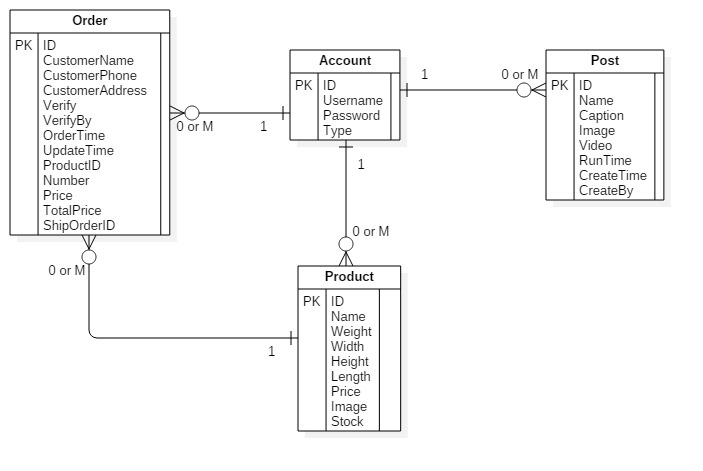 Order
PK ID
CustomerName
CustomerPhone
CustomerAddress
Verify
VerifyBy
OrderTime
UpdateTime
ProductID
Number
Price
TotalPrice
ShipOrderID
0 or M
1
Account
PK ID
Username
Password
Type
1
0 or M
Post
PK ID
Name
Caption
Image
Video
RunTime
CreateTime
CreateBy
1
0 or M
0 or M
1
Product
PK ID
Name
Weight
Width
Height
Length
Price
Image
Stock